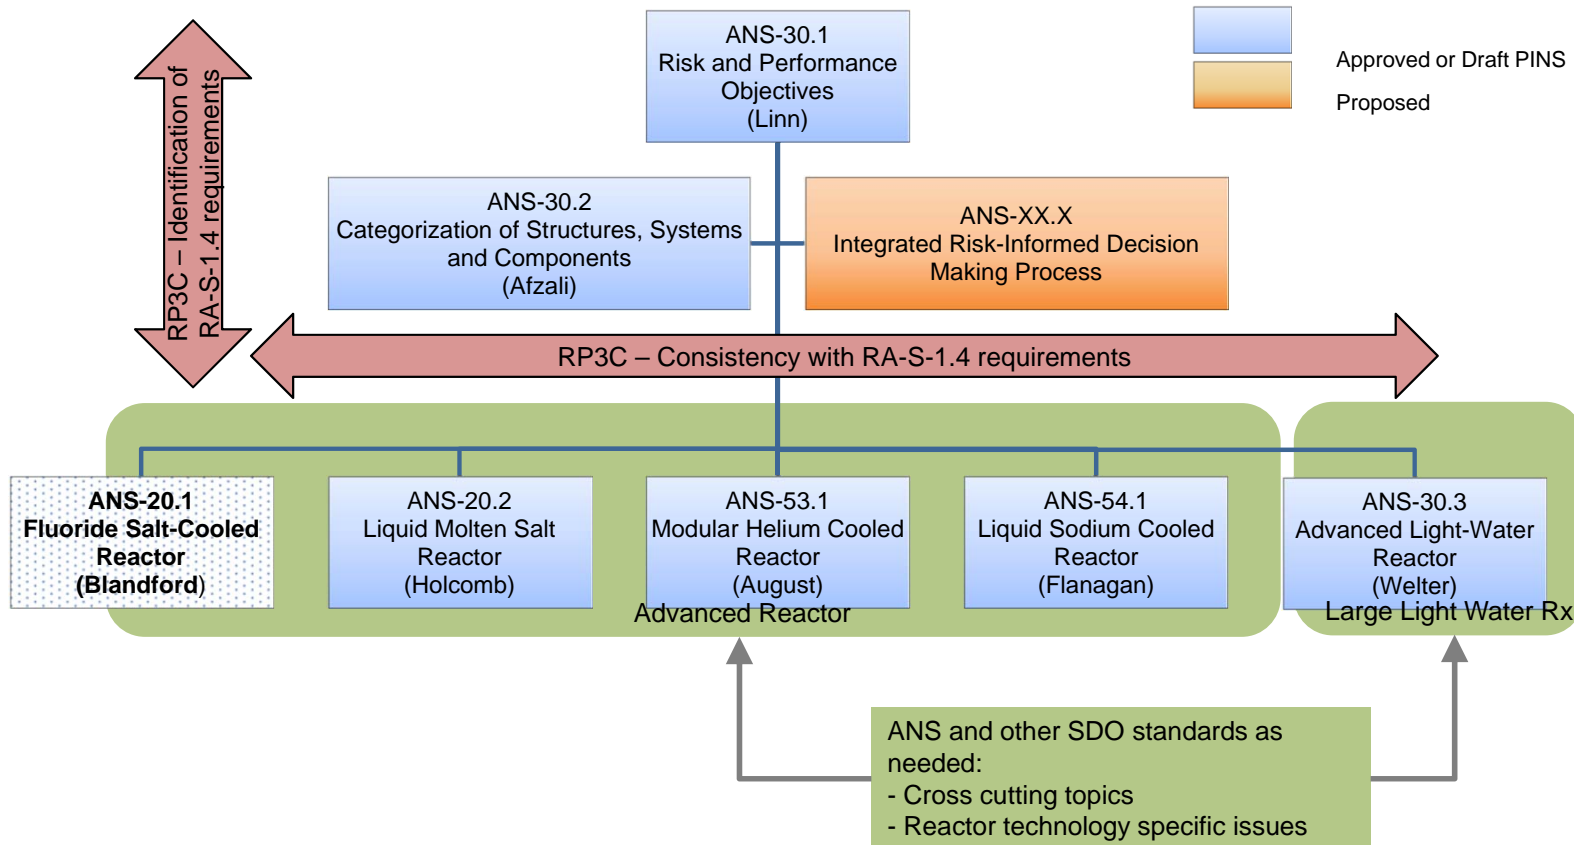 ANS-30.1
Risk and Performance
Objectives
(Linn)
Approved or Draft PINS
Proposed
RP3C – Identification of
RA-S-1.4 requirements
ANS-30.2
Categorization of Structures, Systems
and Components
(Afzali)
ANS-XX.X
Integrated Risk-Informed Decision
Making Process
RP3C – Consistency with RA-S-1.4 requirements
ANS-20.1
Fluoride Salt-Cooled
Reactor
(Blandford)
ANS-20.2
Liquid Molten Salt
Reactor
(Holcomb)
ANS-53.1
Modular Helium Cooled
Reactor
(August)
ANS-54.1
Liquid Sodium Cooled
Reactor
(Flanagan)
ANS-30.3
Advanced Light-Water
Reactor
(Welter)
Advanced Reactor
Large Light Water Rx
ANS and other SDO standards as
needed:
- Cross cutting topics
- Reactor technology specific issues